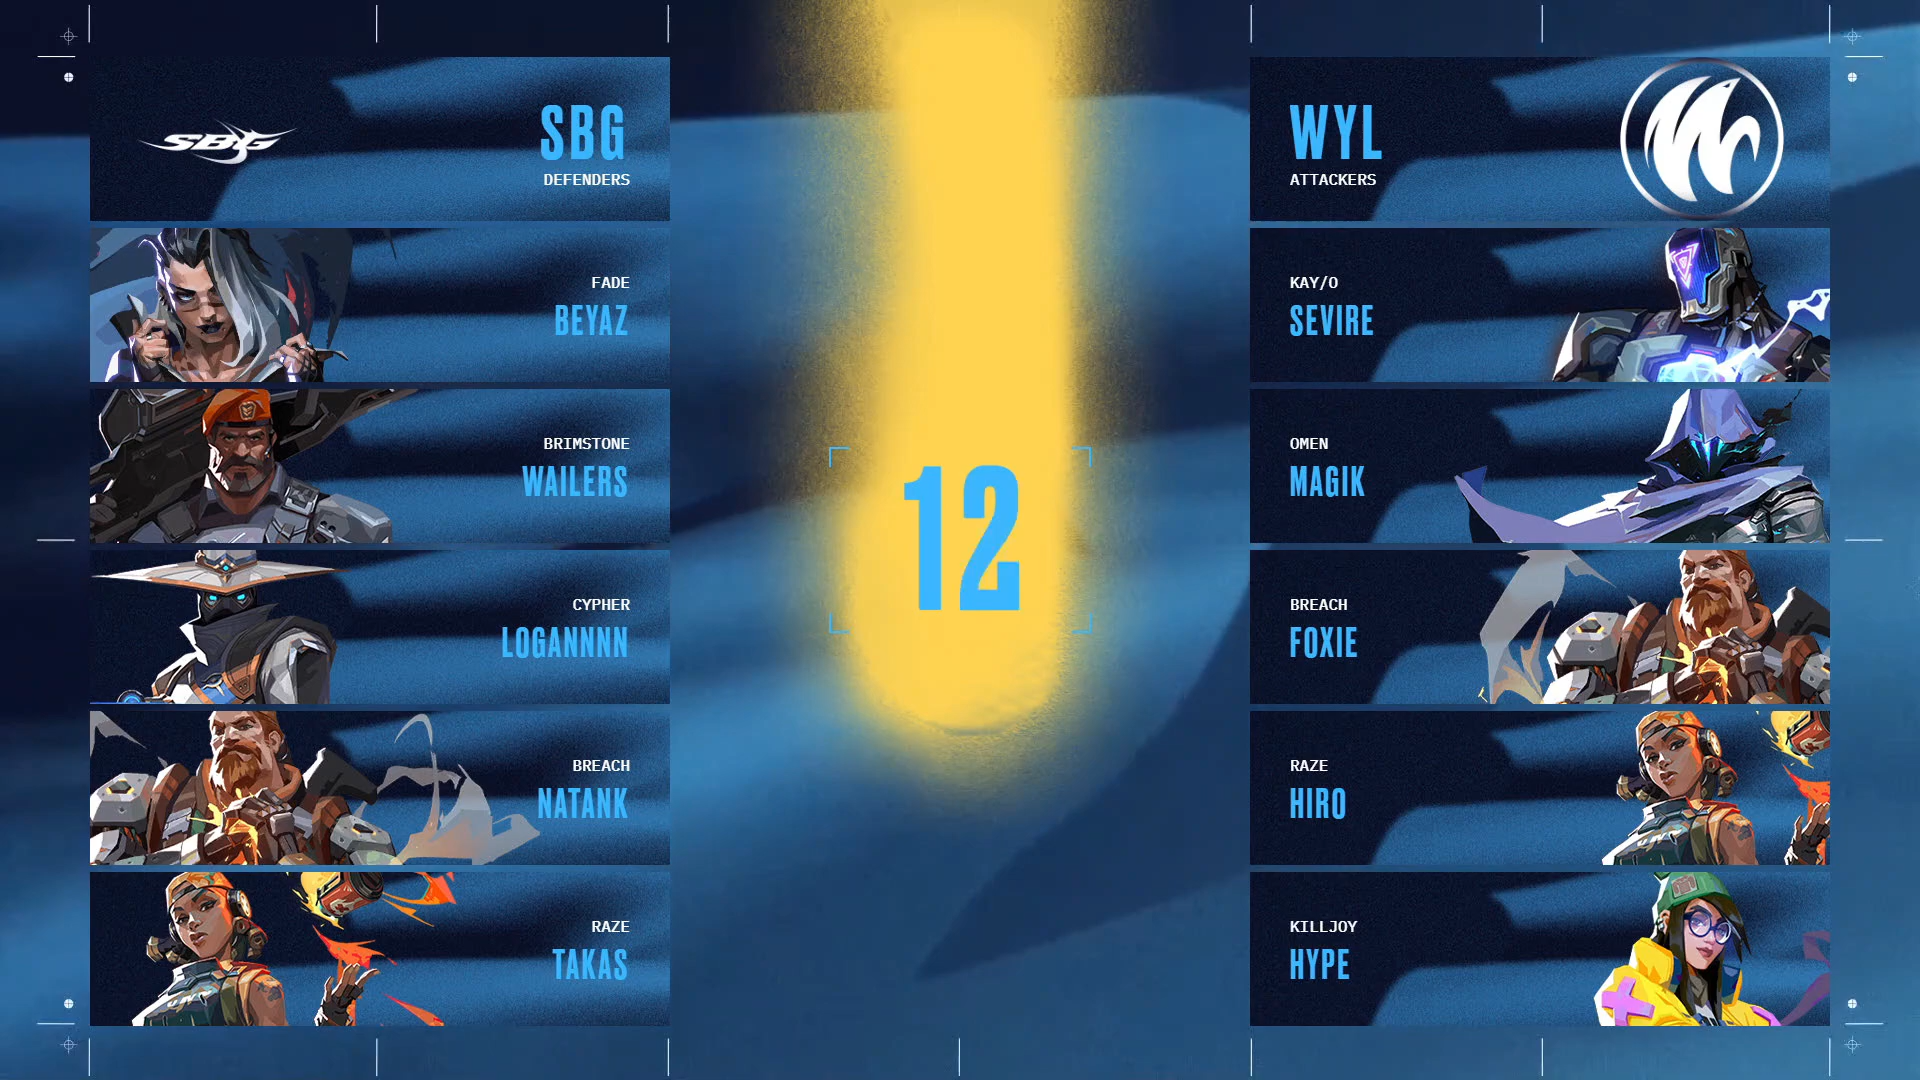 SBG
SBG
DEFENDERS
FADE
BEYAZ
BRIMSTONE
WAILERS
CYPHER
LOGANNNN
BREACH
NATANK
RAZE
TAKAS
12
WYL
ATTACKERS
KAY/O
SEVIRE
OMEN
MAGIK
BREACH
FOXIE
RAZE
HIRO
KILLJOY
HYPE